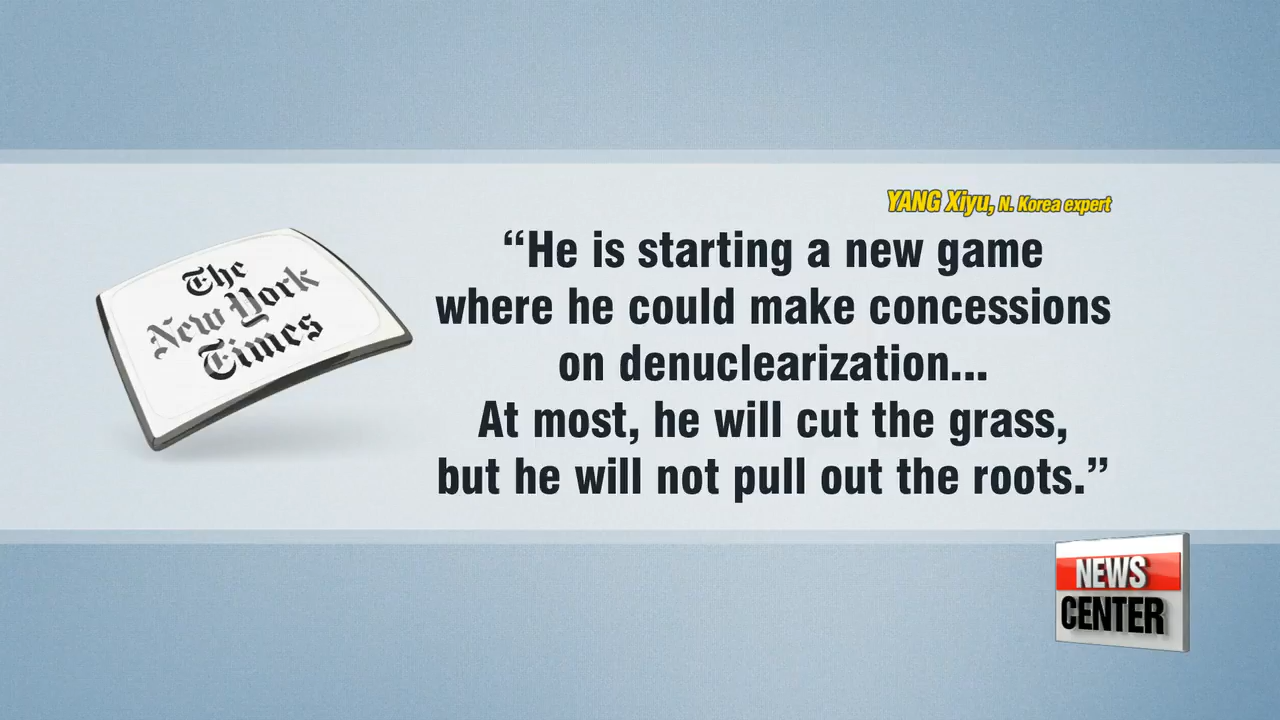 The
New York
Times
YANG Xiyu, N. Korea expert
“He is starting a new game
where he could make concessions
on denuclearization...
At most, he will cut the grass,
but he will not pull out the roots.”
NEWS
CENTER